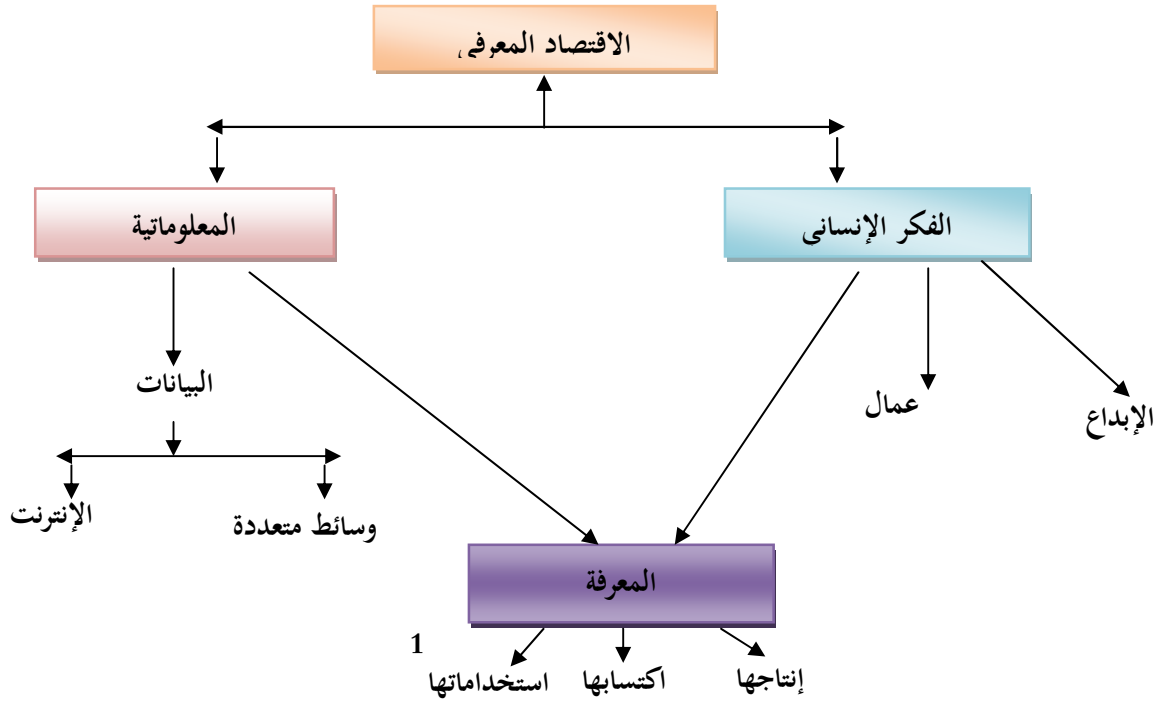 الاقتصاد المعرفي
الفكر الإنساني
المعلوماتية
البيانات
عمال
الإبداع
وسائط متعددة
الإنترنت
المعرفة
1
إنتاجها
اكتسابها
استخداماتها